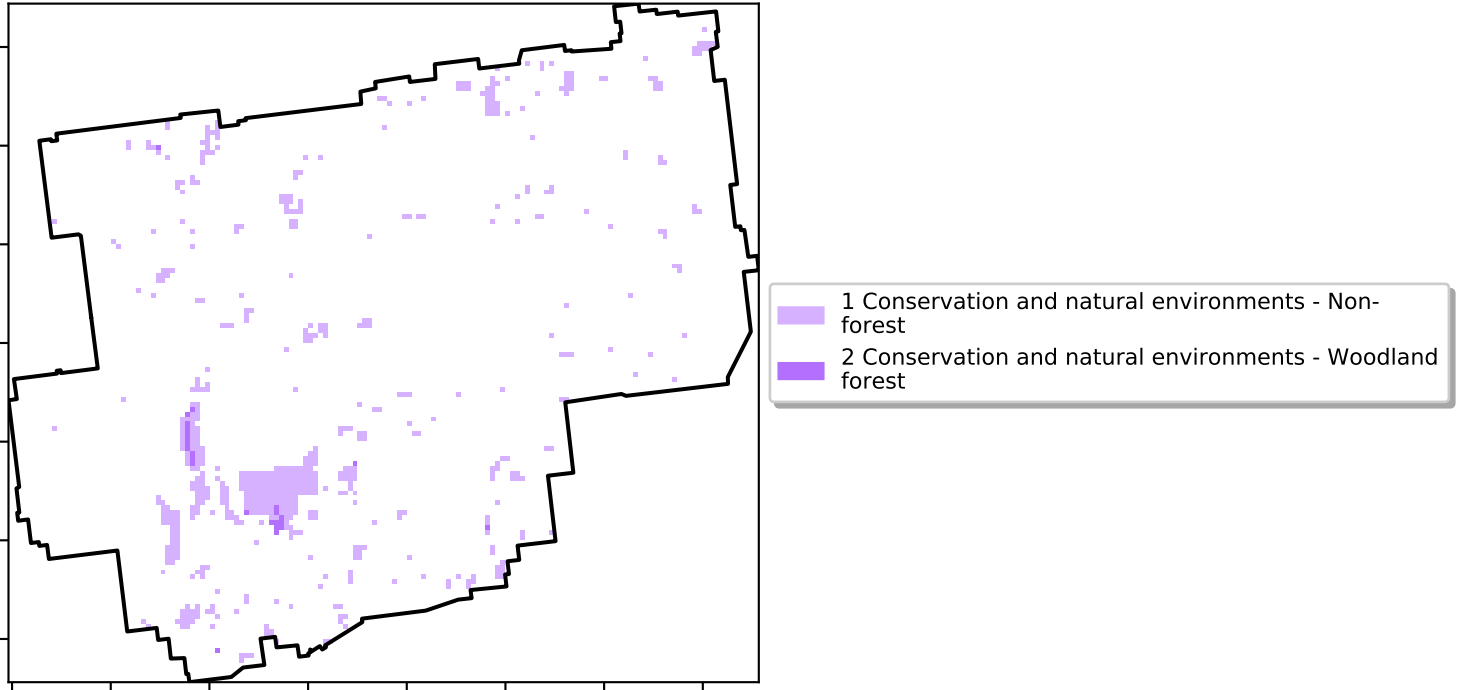 1 Conservation and natural environments - Non-
forest
2 Conservation and natural environments - Woodland
forest